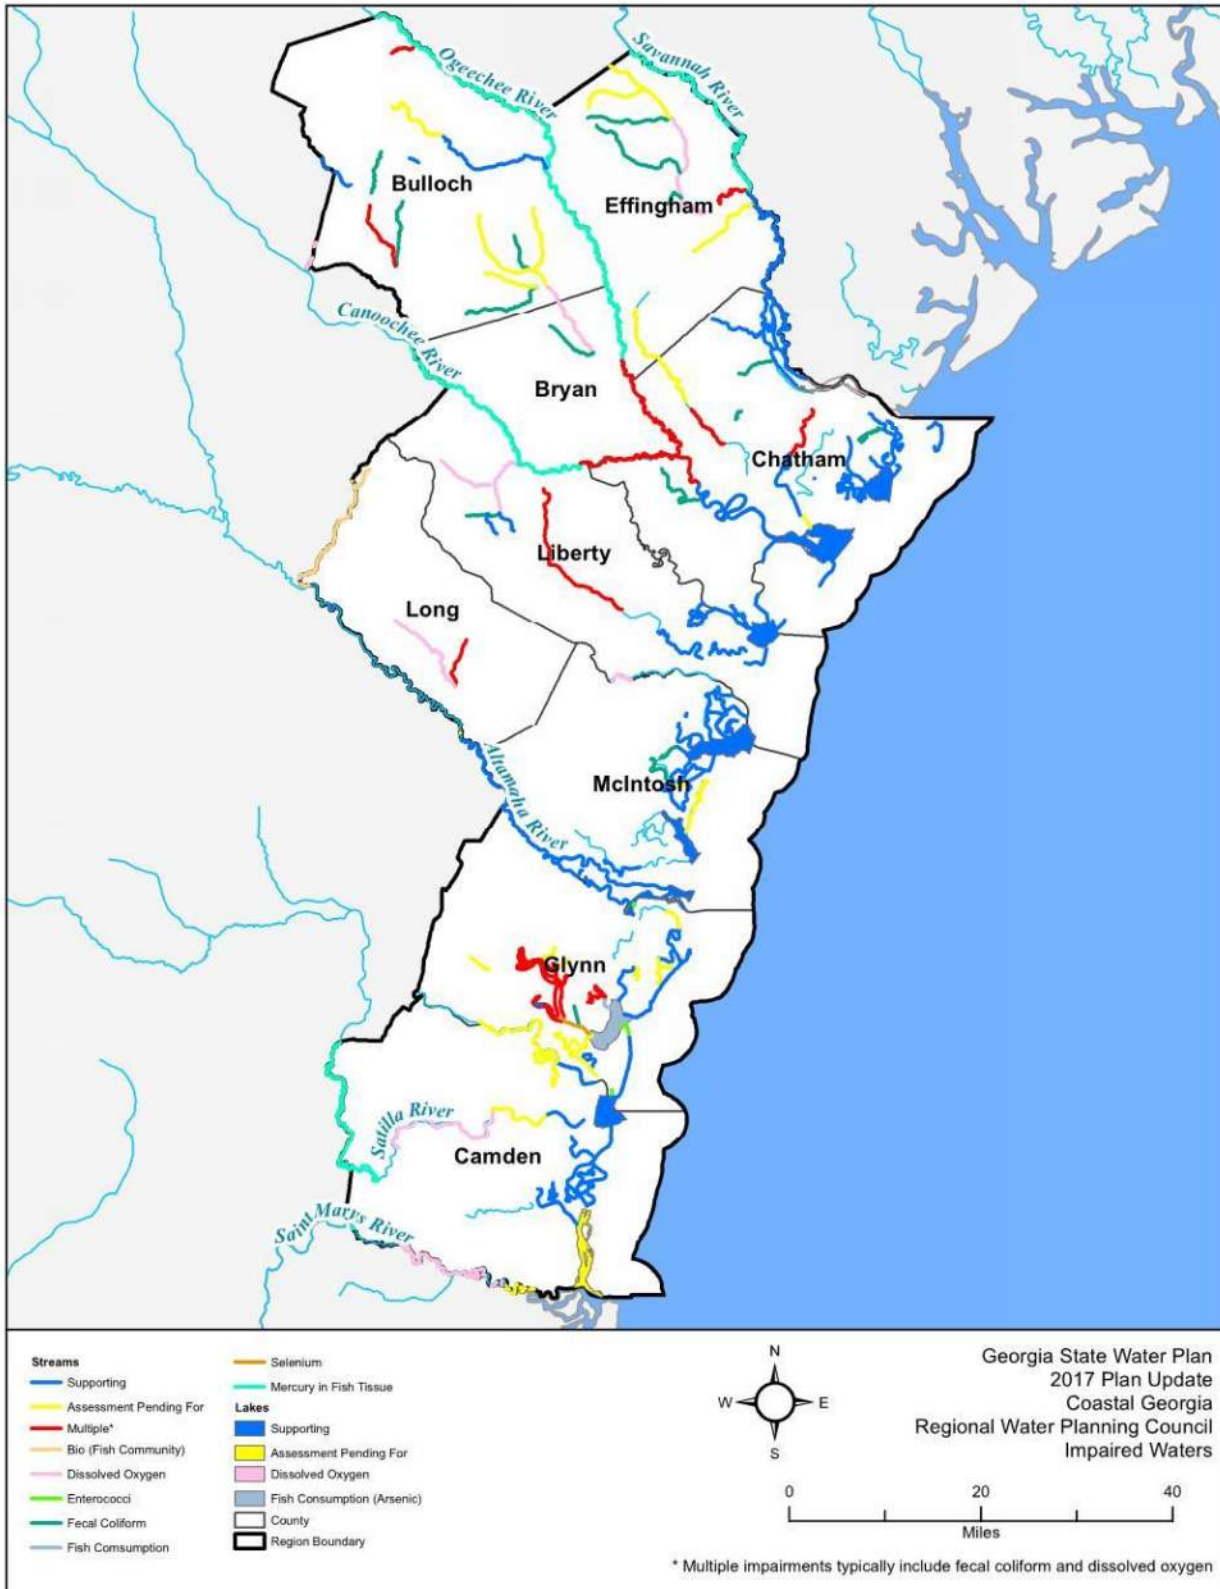 Ogeechee River
Savannah River
Bulloch
Effingham
Canoochee River
Bryan
Chatham
Liberty
Long
Altamaha River
McIntosh
Glynn
Satilla River
Camden
Saint Marys River
Streams
Supporting
Assessment Pending For
Multiple*
Bio (Fish Community)
Dissolved Oxygen
Enterococci
Fecal Coliform
Fish Comsumption
Selenium
Mercury in Fish Tissue
Lakes
Supporting
Assessment Pending For
Dissolved Oxygen
Fish Consumption (Arsenic)
County
Region Boundary
N
W E
S
Georgia State Water Plan
2017 Plan Update
Coastal Georgia
Regional Water Planning Council
Impaired Waters
0 20 40
Miles
* Multiple impairments typically include fecal coliform and dissolved oxygen